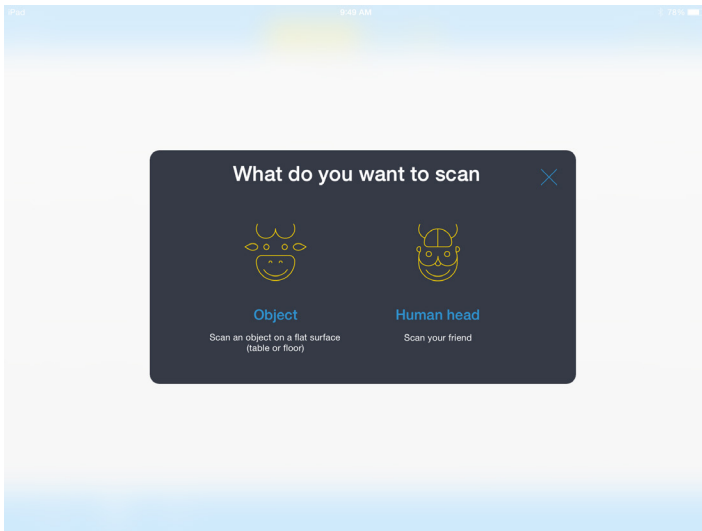 iPad
9:49 AM
76%
What do you want to scan
Object
Human head
Scan an object on a flat surface
(table or floor)
Scan your friend